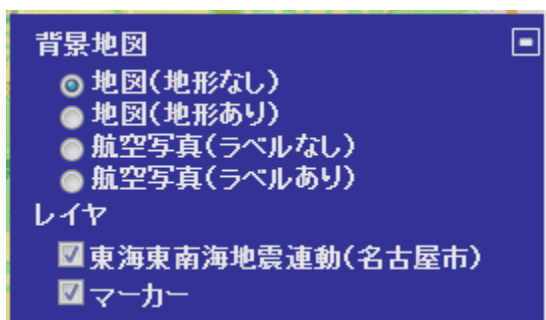 背景地図
地図(地形なし)
地図(地形あり)
航空写真(ラベルなし)
航空写真(ラベルあり)
レイヤ
東海東南海地震連動(名古屋市)
マーカー